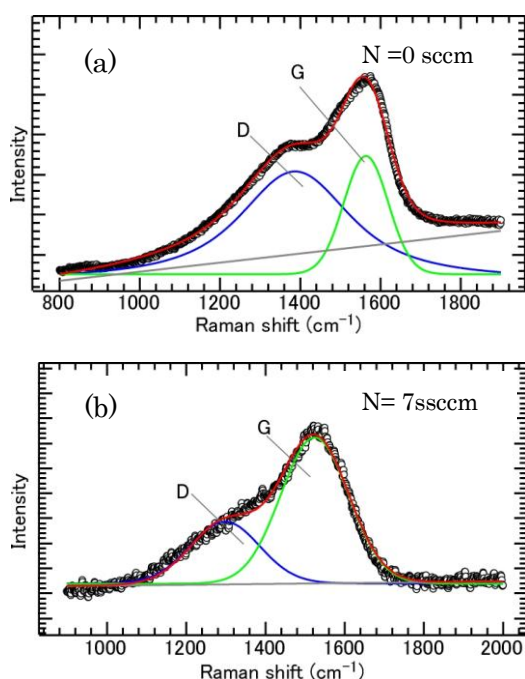 (a)
N =0 sccm
G
D
Intensity
800 1000 1200 1400 1600 1800
Raman shift (cm⁻¹)
(b)
N= 7ssccm
G
D
Intensity
1000 1200 1400 1600 1800 2000
Raman shift (cm⁻¹)